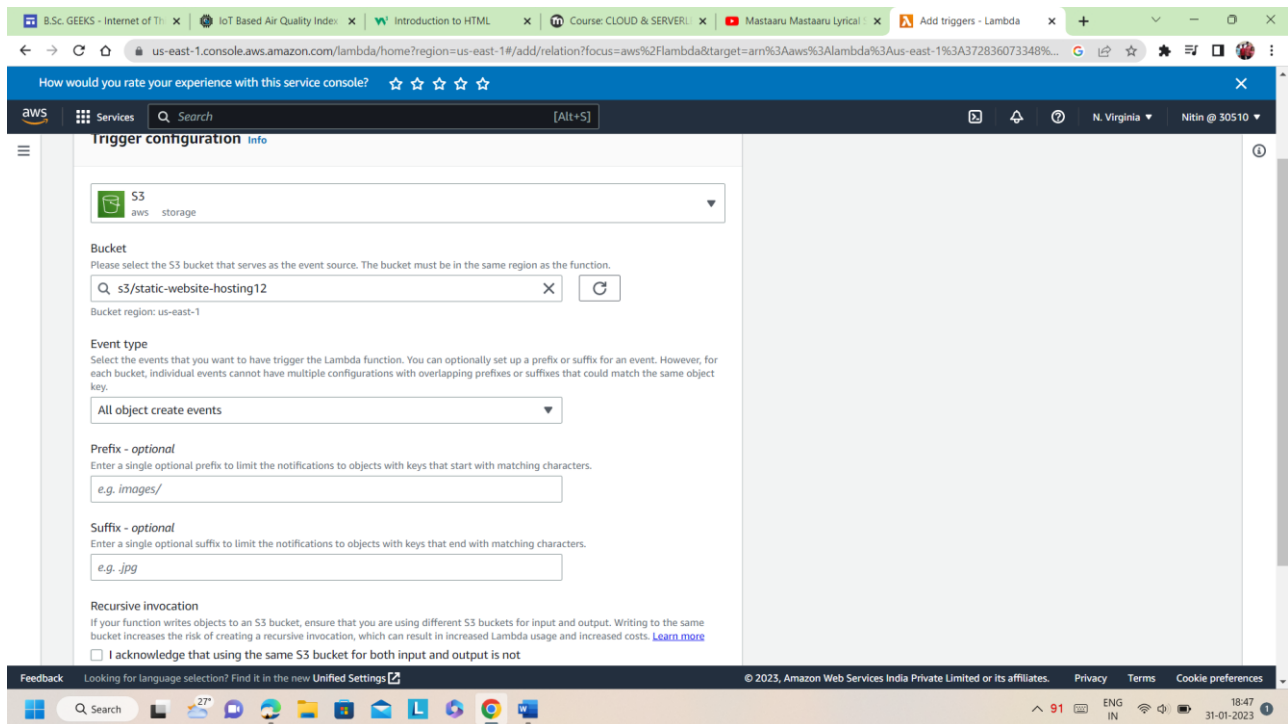 B.Sc. GEEKS - Internet of Th
IoT Based Air Quality Index
Introduction to HTML
Course: CLOUD & SERVERL
Mastaaru Mastaaru Lyrical
Add triggers - Lambda
us-east-1.console.aws.amazon.com/lambda/home?region=us-east-1#/add/relation?focus=aws%2Flambda&target=arn%3Aaws%3Alambda%3Aus-east-1%3A372836073348%...
How would you rate your experience with this service console?
aws
Services
Search
[Alt+S]
N. Virginia
Nitin @ 30510
Trigger configuration Info
S3
aws storage
Bucket
Please select the S3 bucket that serves as the event source. The bucket must be in the same region as the function.
s3/static-website-hosting12
Bucket region: us-east-1
Event type
Select the events that you want to have trigger the Lambda function. You can optionally set up a prefix or suffix for an event. However, for
each bucket, individual events cannot have multiple configurations with overlapping prefixes or suffixes that could match the same object
key.
All object create events
Prefix - optional
Enter a single optional prefix to limit the notifications to objects with keys that start with matching characters.
e.g. images/
Suffix - optional
Enter a single optional suffix to limit the notifications to objects with keys that end with matching characters.
e.g. .jpg
Recursive invocation
If your function writes objects to an S3 bucket, ensure that you are using different S3 buckets for input and output. Writing to the same
bucket increases the risk of creating a recursive invocation, which can result in increased Lambda usage and increased costs. Learn more
I acknowledge that using the same S3 bucket for both input and output is not
Feedback
Looking for language selection? Find it in the new Unified Settings
© 2023, Amazon Web Services India Private Limited or its affiliates.
Privacy
Terms
Cookie preferences
Search
27°
91
ENG
IN
18:47
31-01-2023
1